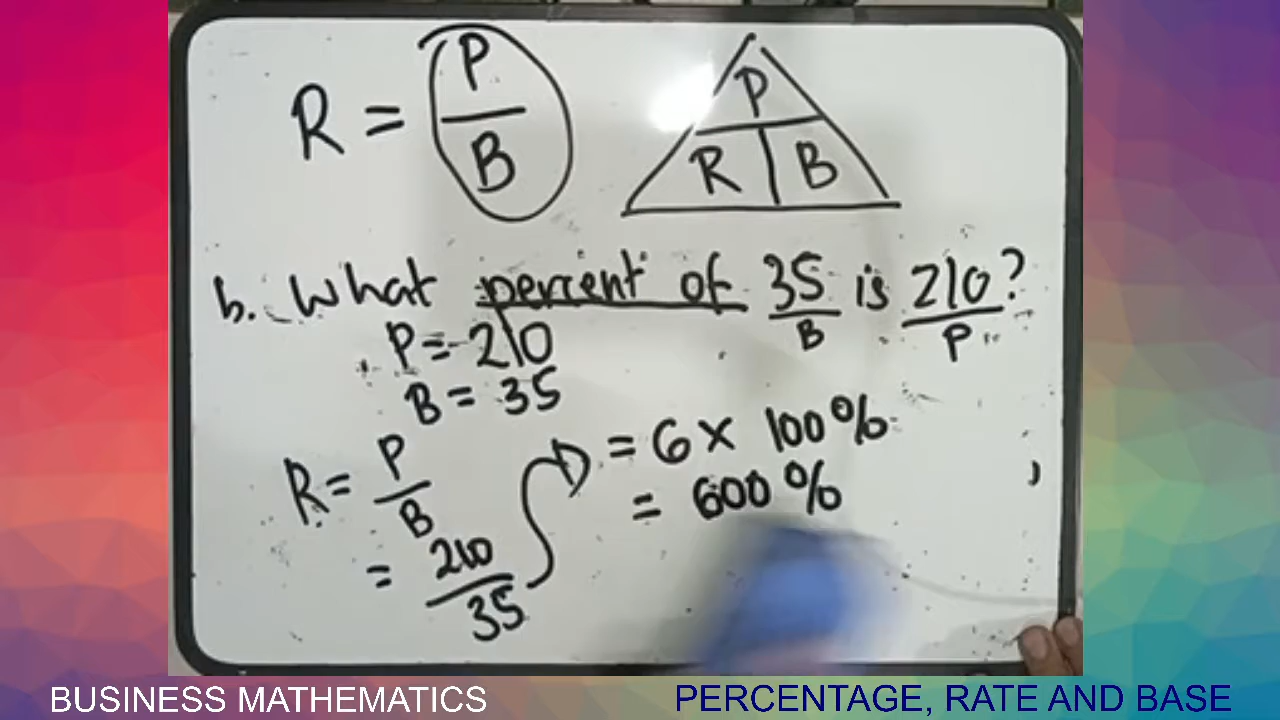 R = P/B
P
R B
b. What percent of 35 is 210?
B P
P = 210
B = 35
R = P/B
= 210/35
= 6 × 100%
= 600%
BUSINESS MATHEMATICS
PERCENTAGE, RATE AND BASE